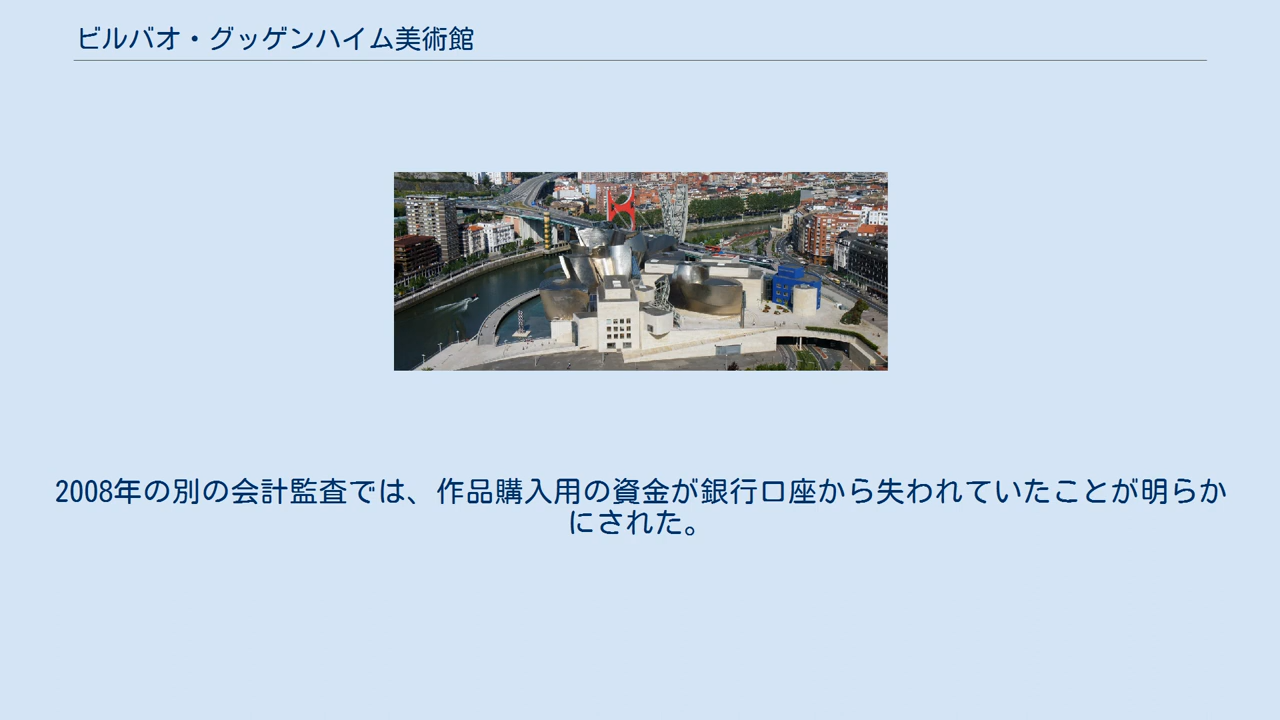 ビルバオ・グッゲンハイム美術館
2008年の別の会計監査では、作品購入用の資金が銀行口座から失われていたことが明らか
にされた。